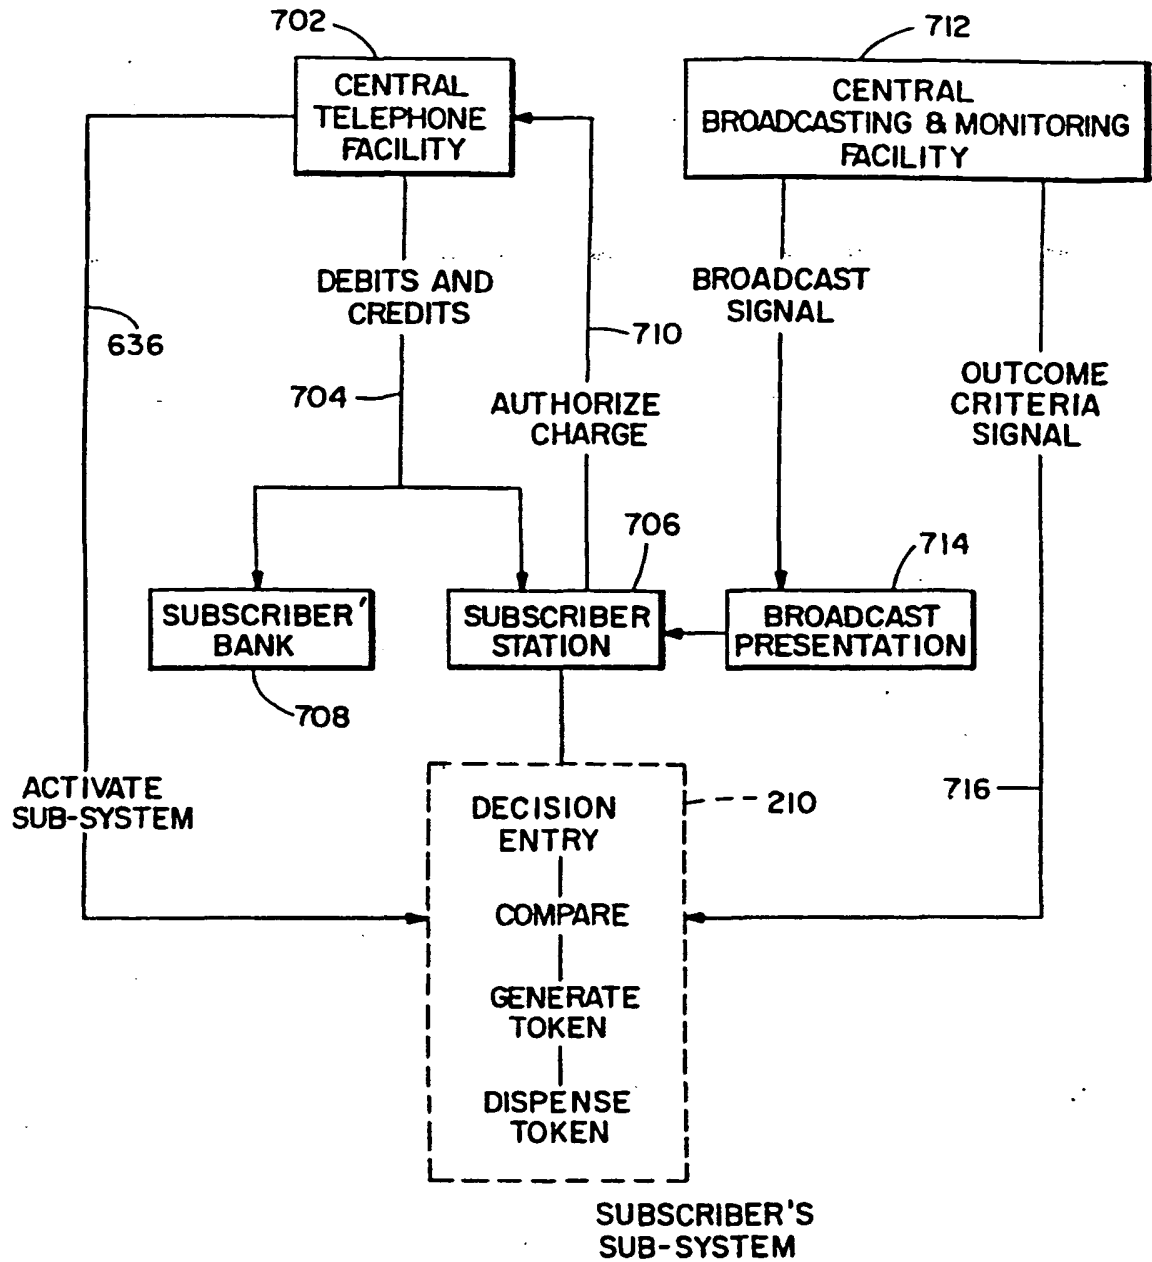 702
712
CENTRAL
TELEPHONE
FACILITY
CENTRAL
BROADCASTING & MONITORING
FACILITY
DEBITS AND
CREDITS
BROADCAST
SIGNAL
636
710
704
AUTHORIZE
CHARGE
OUTCOME
CRITERIA
SIGNAL
706
714
SUBSCRIBER'
BANK
SUBSCRIBER
STATION
BROADCAST
PRESENTATION
708
ACTIVATE
SUB-SYSTEM
716
210
DECISION
ENTRY
COMPARE
GENERATE
TOKEN
DISPENSE
TOKEN
SUBSCRIBER'S
SUB-SYSTEM